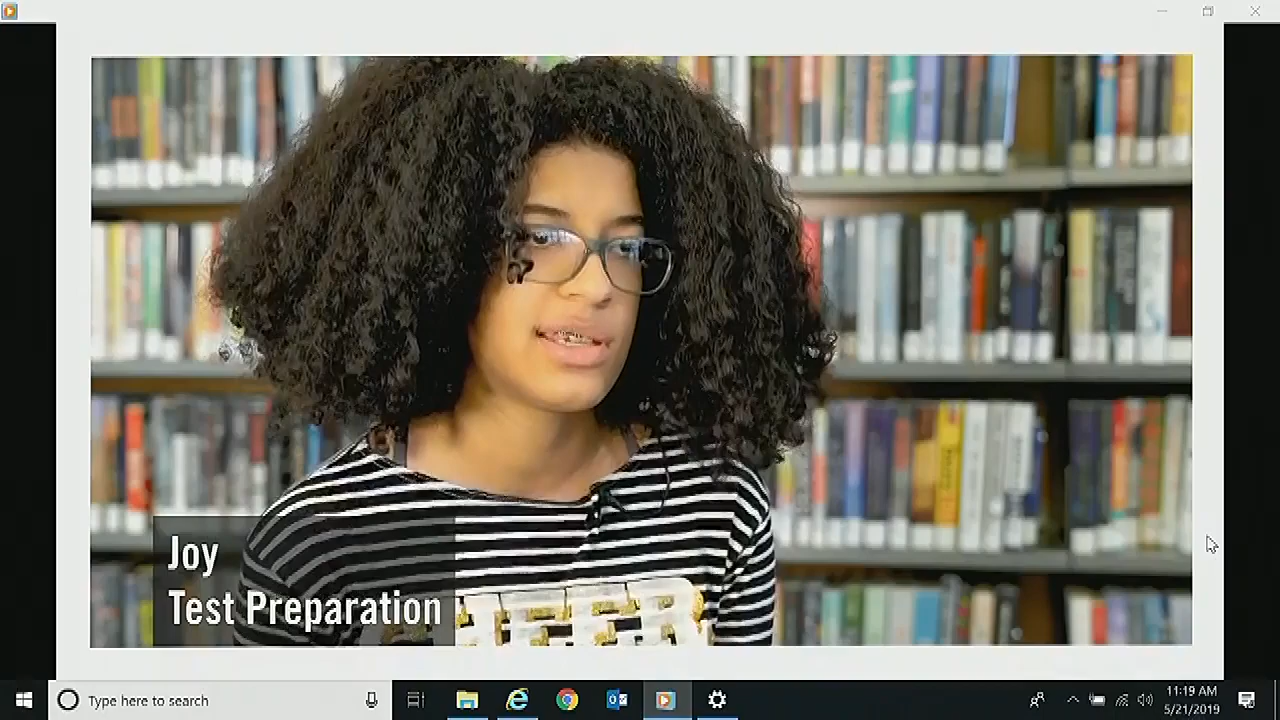 Joy
Test Preparation
Type here to search
11:19 AM
5/21/2019